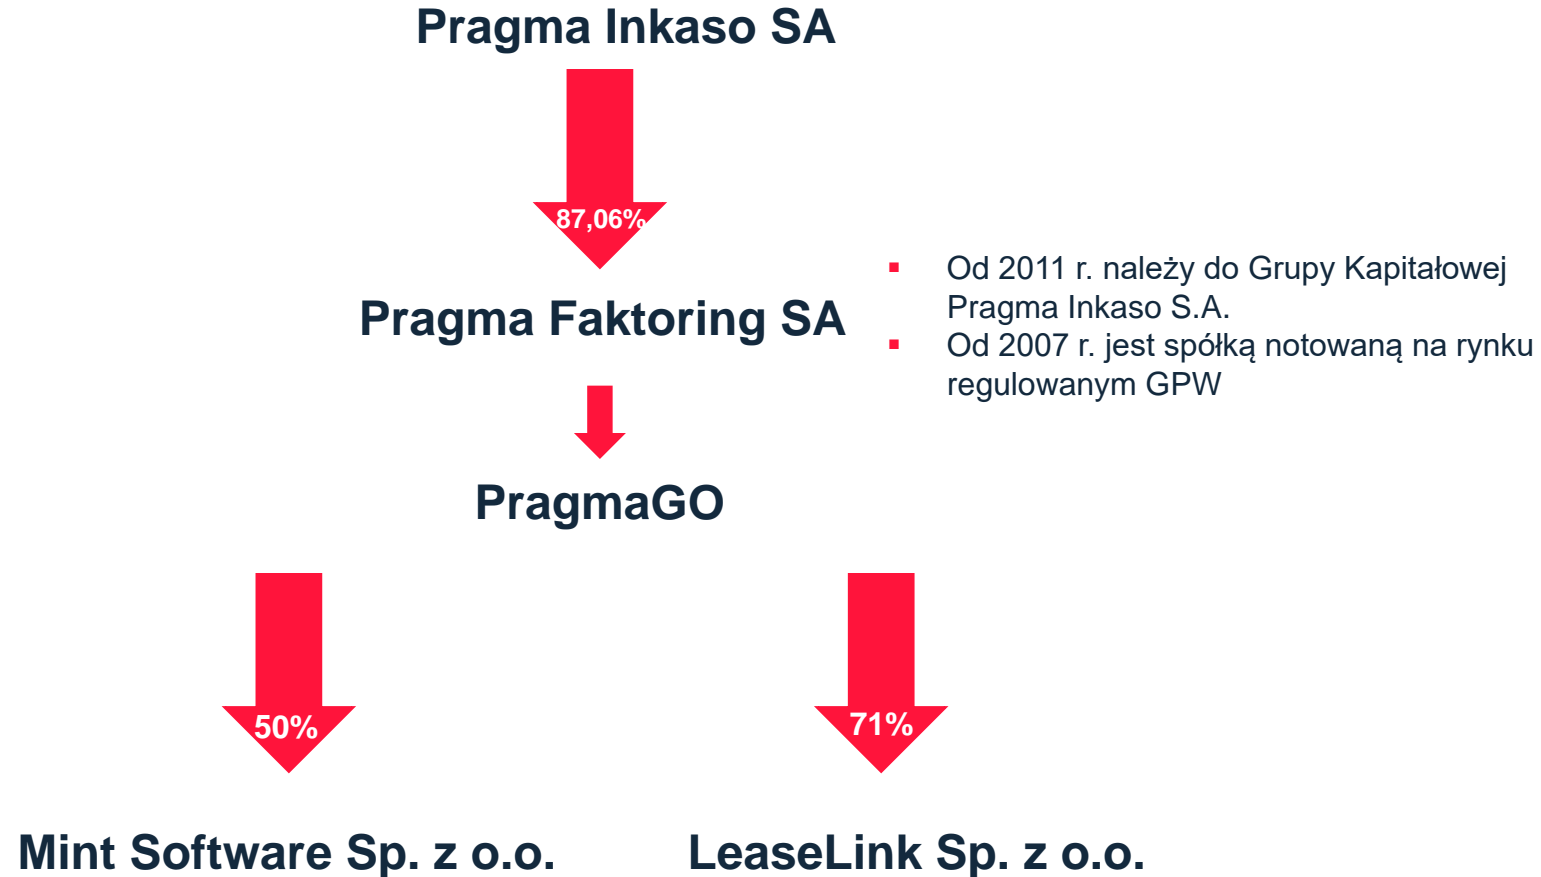 Pragma Inkaso SA
87,06%
Pragma Faktoring SA
▪ Od 2011 r. należy do Grupy Kapitałowej
Pragma Inkaso S.A.
▪ Od 2007 r. jest spółką notowaną na rynku
regulowanym GPW
PragmaGO
50%
71%
Mint Software Sp. z o.o.
LeaseLink Sp. z o.o.